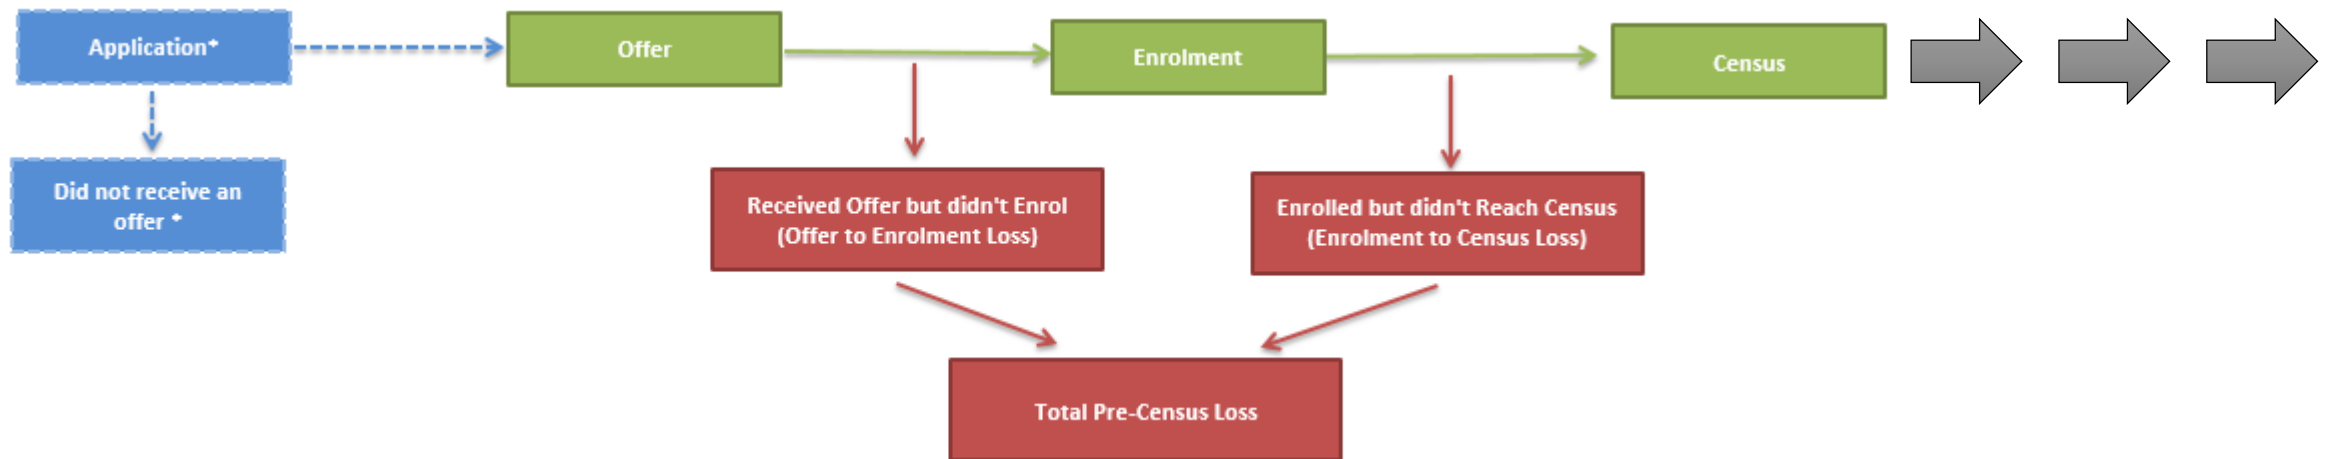 Application*
Offer
Enrolment
Census
Did not receive an
offer *
Received Offer but didn't Enrol
(Offer to Enrolment Loss)
Enrolled but didn't Reach Census
(Enrolment to Census Loss)
Total Pre-Census Loss